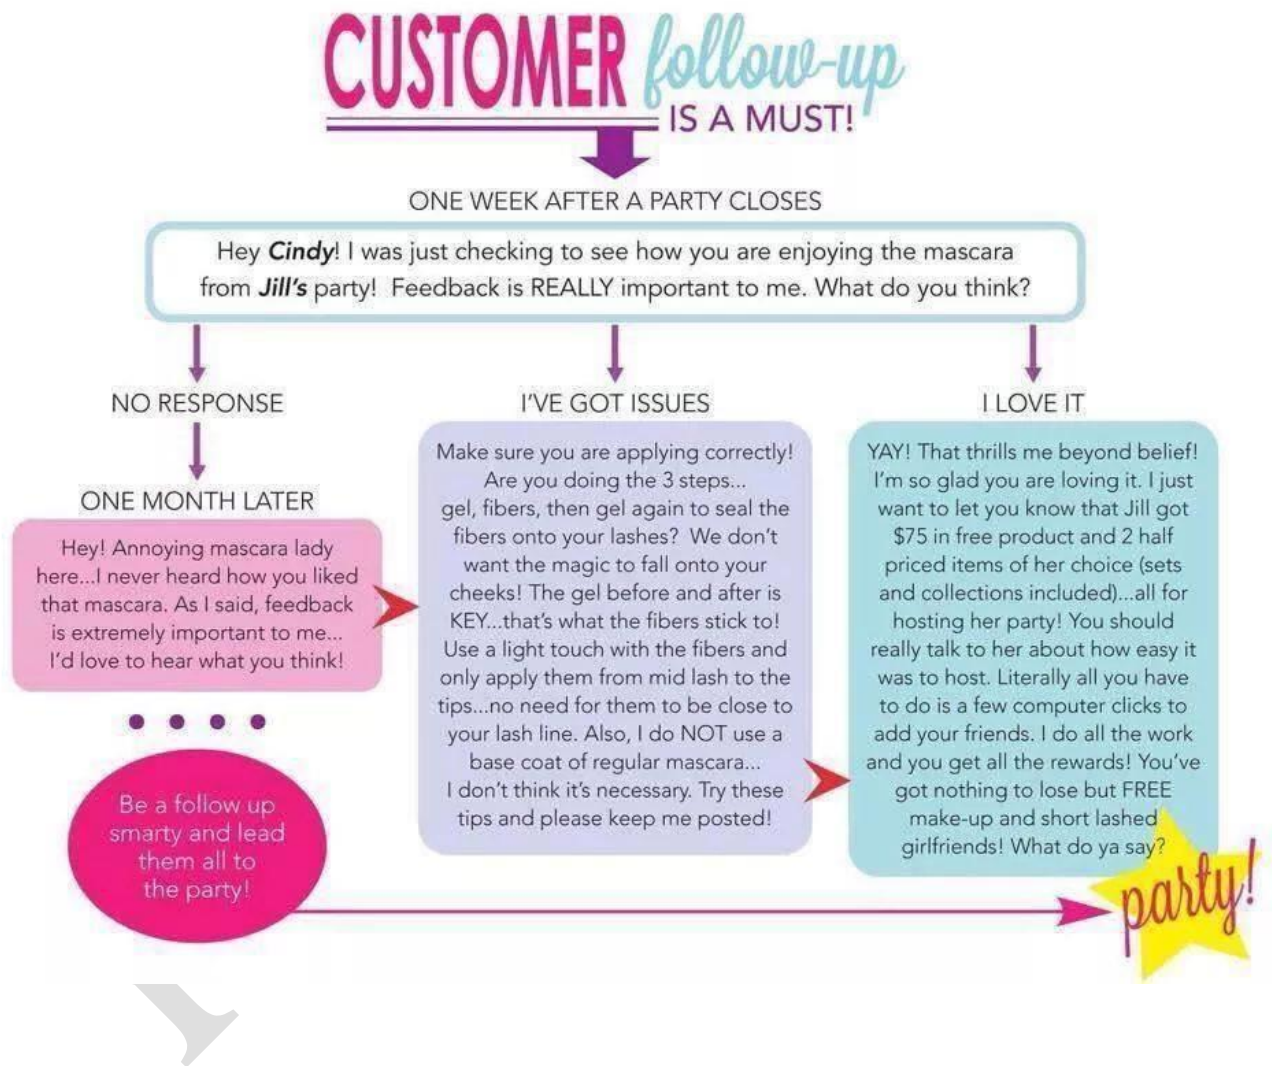 CUSTOMER follow-up
IS A MUST!
ONE WEEK AFTER A PARTY CLOSES
Hey Cindy! I was just checking to see how you are enjoying the mascara
from Jill's party! Feedback is REALLY important to me. What do you think?
NO RESPONSE
ONE MONTH LATER
Hey! Annoying mascara lady
here...I never heard how you liked
that mascara. As I said, feedback
is extremely important to me...
I'd love to hear what you think!
I'VE GOT ISSUES
Make sure you are applying correctly!
Are you doing the 3 steps...
gel, fibers, then gel again to seal the
fibers onto your lashes? We don't
want the magic to fall onto your
cheeks! The gel before and after is
KEY...that's what the fibers stick to!
Use a light touch with the fibers and
only apply them from mid lash to the
tips...no need for them to be close to
your lash line. Also, I do NOT use a
base coat of regular mascara...
I don't think it's necessary. Try these
tips and please keep me posted!
I LOVE IT
YAY! That thrills me beyond belief!
I'm so glad you are loving it. I just
want to let you know that Jill got
$75 in free product and 2 half
priced items of her choice (sets
and collections included)...all for
hosting her party! You should
really talk to her about how easy it
was to host. Literally all you have
to do is a few computer clicks to
add your friends. I do all the work
and you get all the rewards! You've
got nothing to lose but FREE
make-up and short lashed
girlfriends! What do ya say?
Be a follow up
smarty and lead
them all to
the party!
party!